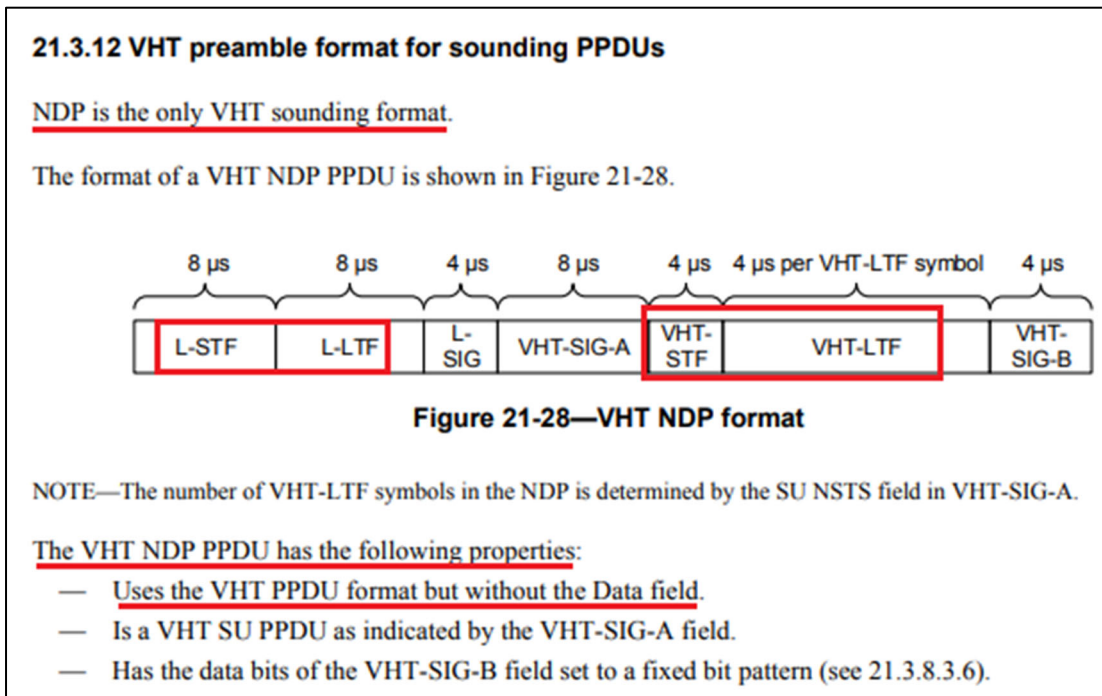 21.3.12 VHT preamble format for sounding PPDUs
NDP is the only VHT sounding format.
The format of a VHT NDP PPDU is shown in Figure 21-28.
8 µs 8 µs 4 µs 8 µs 4 µs 4 µs per VHT-LTF symbol 4 µs
L-STF L-LTF L-SIG VHT-SIG-A VHT-STF VHT-LTF VHT-SIG-B
Figure 21-28—VHT NDP format
NOTE—The number of VHT-LTF symbols in the NDP is determined by the SU NSTS field in VHT-SIG-A.
The VHT NDP PPDU has the following properties:
— Uses the VHT PPDU format but without the Data field.
— Is a VHT SU PPDU as indicated by the VHT-SIG-A field.
— Has the data bits of the VHT-SIG-B field set to a fixed bit pattern (see 21.3.8.3.6).